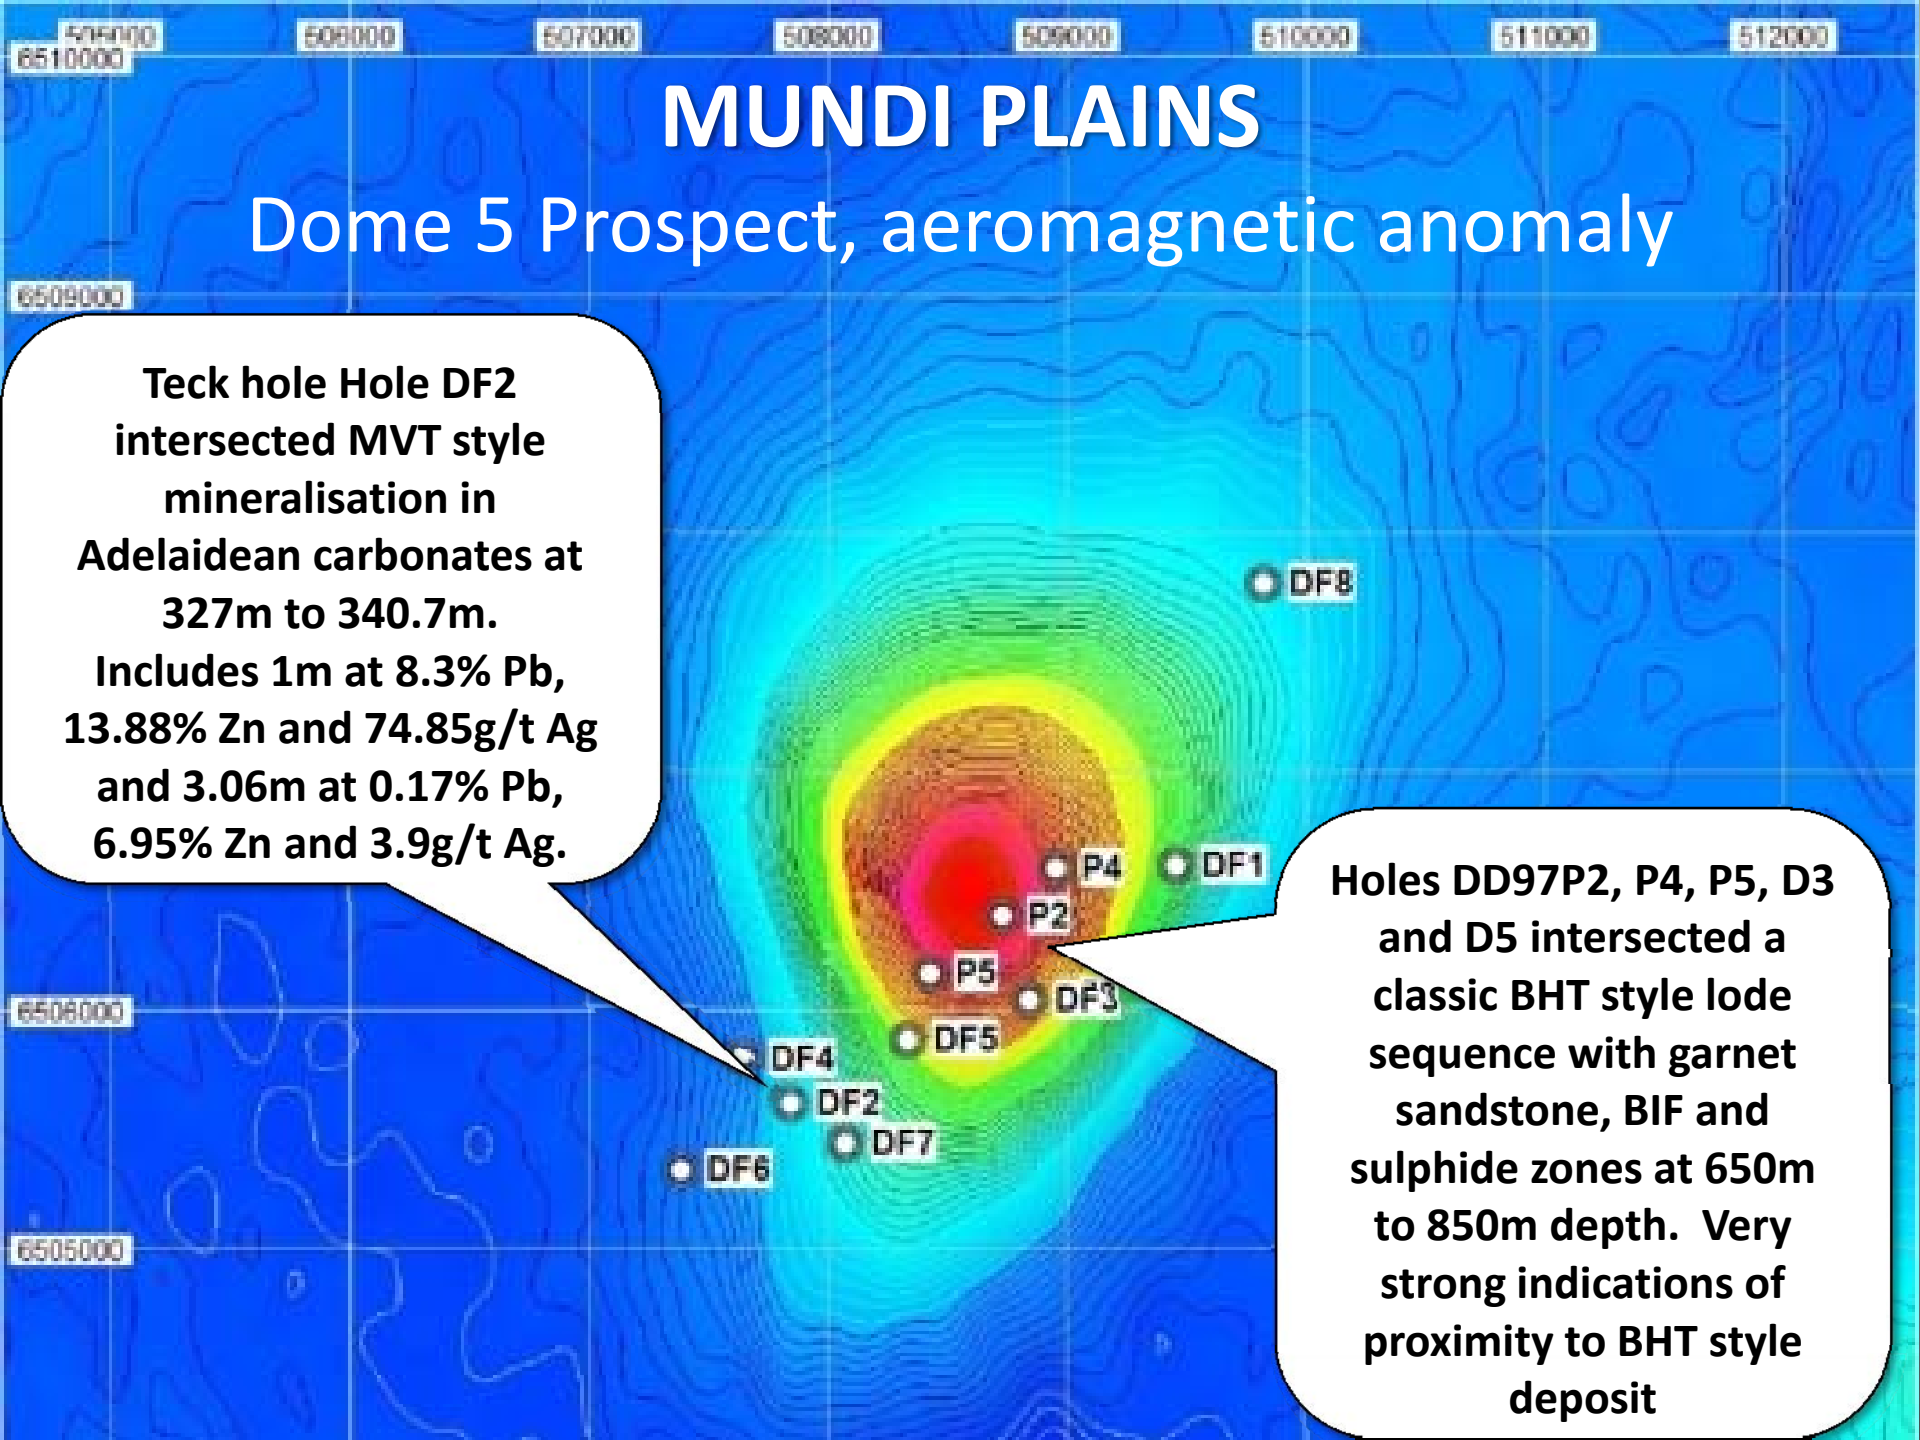 505000 506000 507000 508000 509000 510000 511000 512000
6510000
MUNDI PLAINS
Dome 5 Prospect, aeromagnetic anomaly
6509000
Teck hole Hole DF2
intersected MVT style
mineralisation in
Adelaidean carbonates at
327m to 340.7m.
Includes 1m at 8.3% Pb,
13.88% Zn and 74.85g/t Ag
and 3.06m at 0.17% Pb,
6.95% Zn and 3.9g/t Ag.
DF8
P4
DF1
P2
P5
DF3
DF5
DF4
DF2
DF7
DF6
6506000
6505000
Holes DD97P2, P4, P5, D3
and D5 intersected a
classic BHT style lode
sequence with garnet
sandstone, BIF and
sulphide zones at 650m
to 850m depth.  Very
strong indications of
proximity to BHT style
deposit